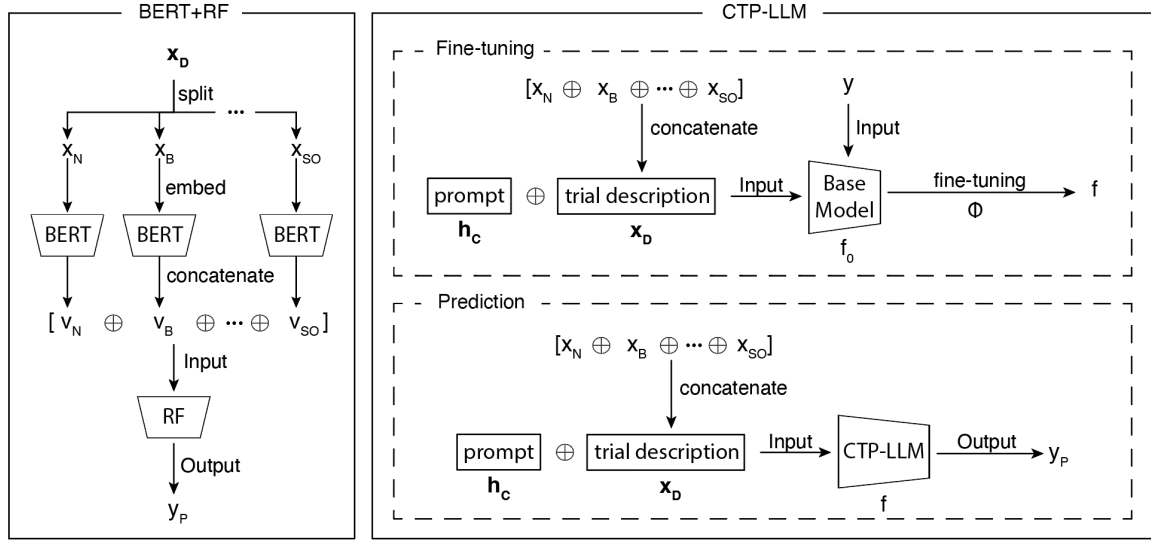 BERT+RF
x_D
split
...
x_N x_B x_SO
embed
BERT BERT BERT
concatenate
[ v_N ⊕ v_B ⊕ ... ⊕ v_SO ]
Input
RF
Output
y_P
CTP-LLM
Fine-tuning
[x_N ⊕ x_B ⊕ ... ⊕ x_SO]
y
concatenate
Input
prompt ⊕ trial description
Input
Base
Model
fine-tuning
f
h_C
x_D
f_0
Φ
Prediction
[x_N ⊕ x_B ⊕ ... ⊕ x_SO]
concatenate
prompt ⊕ trial description
Input
CTP-LLM
Output
y_P
h_C
x_D
f